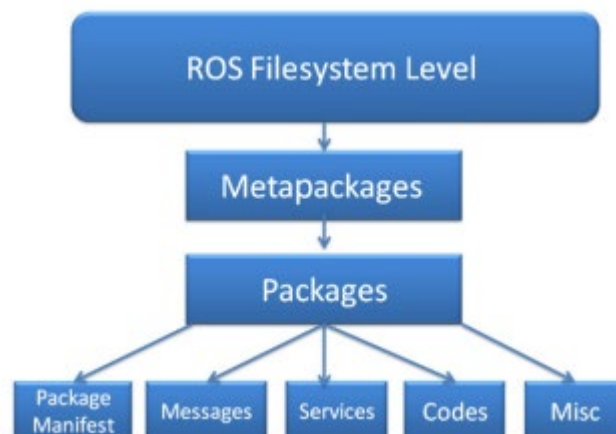 ROS Filesystem Level
Metapackages
Packages
Package
Manifest
Messages
Services
Codes
Misc